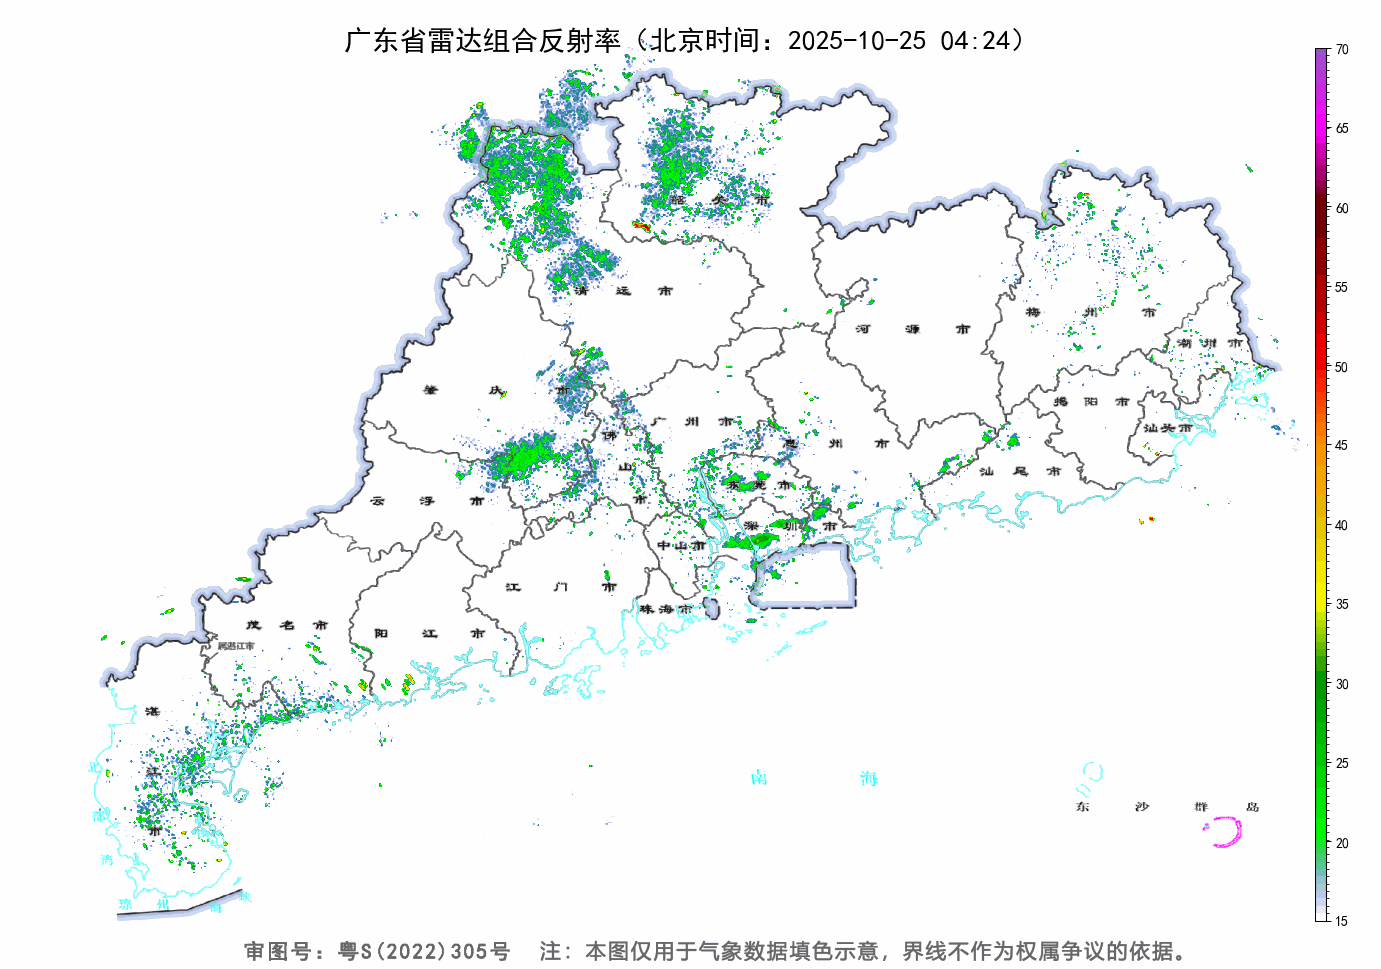 广东省雷达组合反射率（北京时间：2025-10-25 04:24）
70
65
60
55
50
45
40
35
30
25
20
15
韶关市
清远市
梅州市
河源市
潮州市
肇庆市
揭阳市
广州市
汕头市
佛山市
惠州市
汕尾市
云浮市
东莞市
深圳市
中山市
江门市
珠海市
茂名市
阳江市
属湛江市
湛江市
南海
东沙群岛
北部湾
琼州海峡
审图号：粤S(2022)305号 注：本图仅用于气象数据填色示意，界线不作为权属争议的依据。